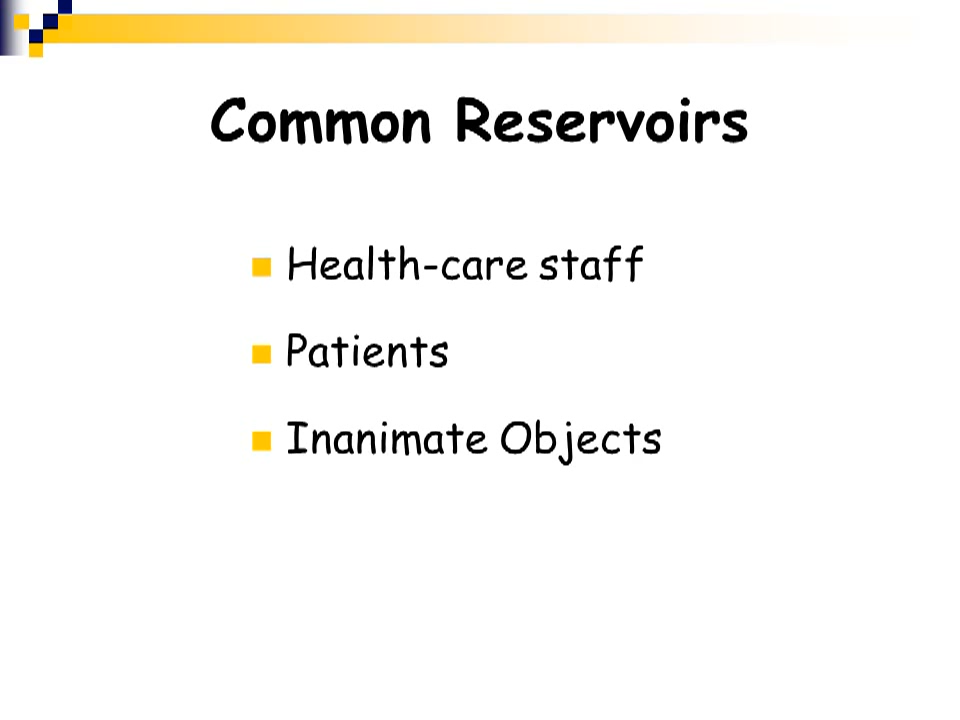 Common Reservoirs
Health-care staff
Patients
Inanimate Objects